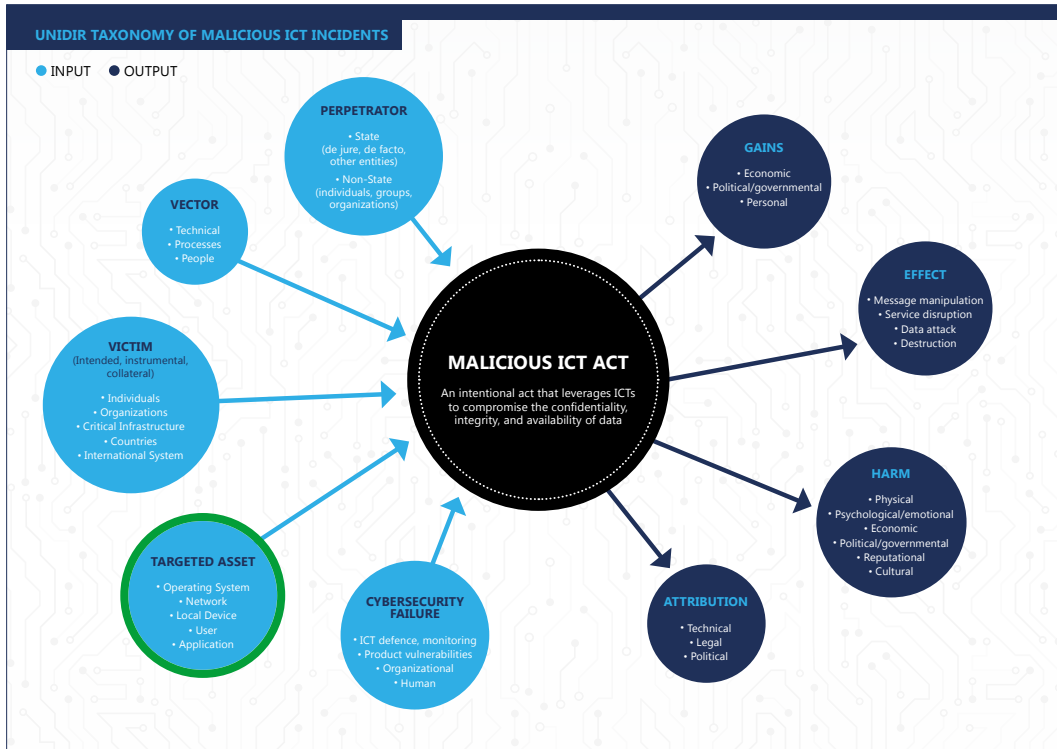 UNIDIR TAXONOMY OF MALICIOUS ICT INCIDENTS
INPUT
OUTPUT
PERPETRATOR
• State
(de jure, de facto,
other entities)
• Non-State
(individuals, groups,
organizations)
VECTOR
• Technical
• Processes
• People
VICTIM
(Intended, instrumental,
collateral)
• Individuals
• Organizations
• Critical Infrastructure
• Countries
• International System
TARGETED ASSET
• Operating System
• Network
• Local Device
• User
• Application
CYBERSECURITY
FAILURE
• ICT defence, monitoring
• Product vulnerabilities
• Organizational
• Human
MALICIOUS ICT ACT
An intentional act that leverages ICTs
to compromise the confidentiality,
integrity, and availability of data
GAINS
• Economic
• Political/governmental
• Personal
EFFECT
• Message manipulation
• Service disruption
• Data attack
• Destruction
HARM
• Physical
• Psychological/emotional
• Economic
• Political/governmental
• Reputational
• Cultural
ATTRIBUTION
• Technical
• Legal
• Political